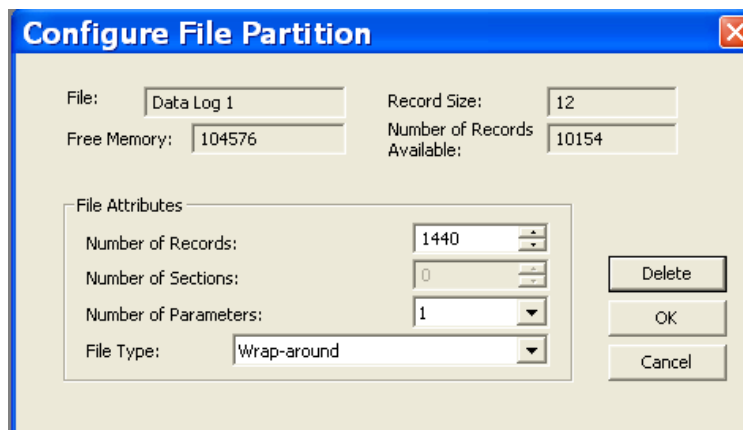 Configure File Partition
File: Data Log 1 Record Size: 12
Free Memory: 104576 Number of Records Available: 10154
File Attributes
Number of Records: 1440
Number of Sections: 0
Number of Parameters: 1
File Type: Wrap-around
Delete
OK
Cancel